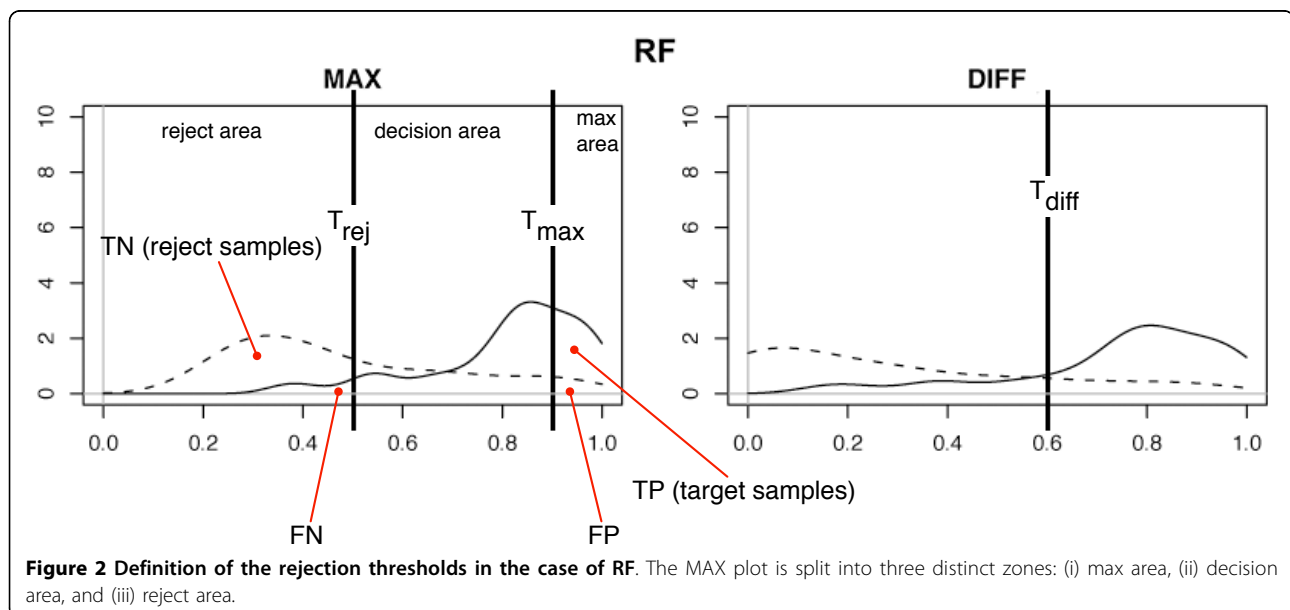 RF
MAX
DIFF
10
8
6
4
2
0
reject area
decision area
max
area
T_rej
T_max
TN (reject samples)
0.0 0.2 0.4 0.6 0.8 1.0
FN
FP
TP (target samples)
10
8
6
4
2
0
T_diff
0.0 0.2 0.4 0.6 0.8 1.0
Figure 2 Definition of the rejection thresholds in the case of RF. The MAX plot is split into three distinct zones: (i) max area, (ii) decision
area, and (iii) reject area.